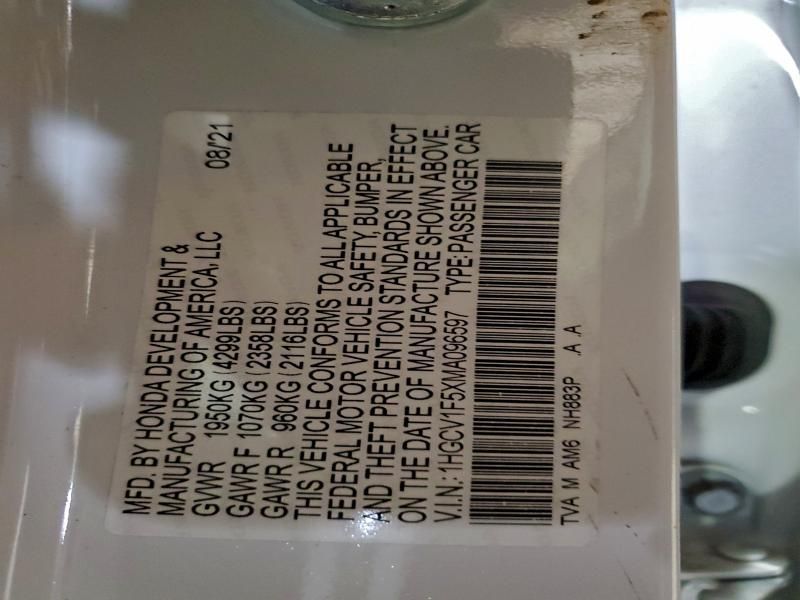 MFD. BY HONDA DEVELOPMENT &
MANUFACTURING OF AMERICA, LLC 08/'21
GVWR 1950KG (4299LBS)
GAWR F 1070KG (2358LBS)
GAWR R 960KG (2116LBS)
THIS VEHICLE CONFORMS TO ALL APPLICABLE
FEDERAL MOTOR VEHICLE SAFETY, BUMPER,
AND THEFT PREVENTION STANDARDS IN EFFECT
ON THE DATE OF MANUFACTURE SHOWN ABOVE.
V.I.N.:1HGCV1F5XMA096597 TYPE:PASSENGER CAR
TVA M AM6 NH883P .A .A